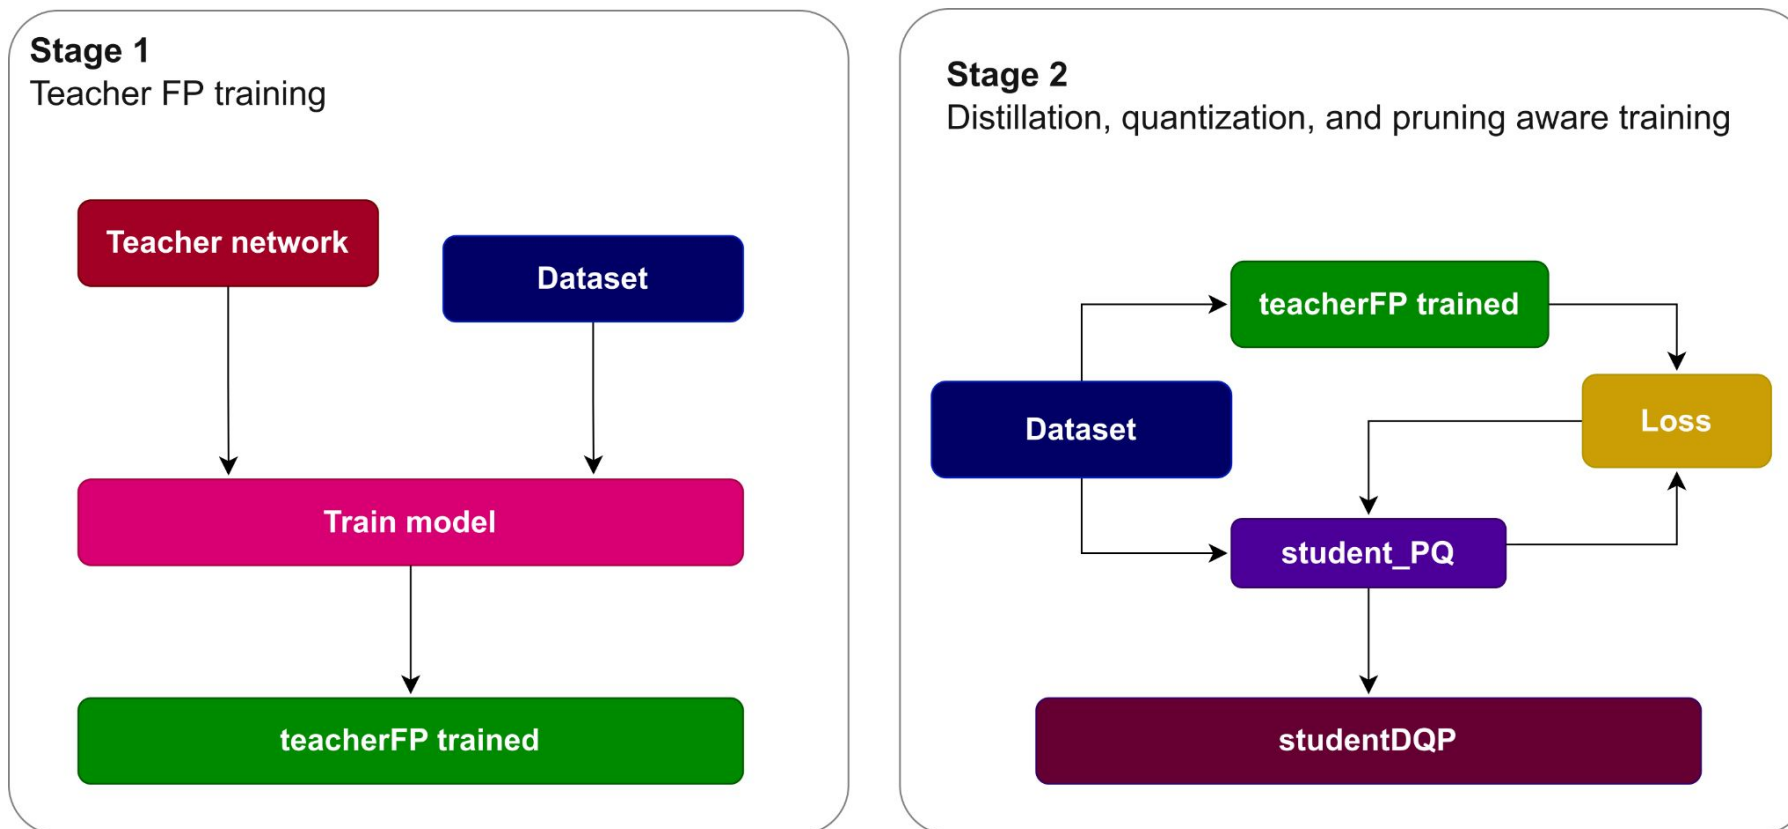 Stage 1
Teacher FP training
Teacher network
Dataset
Train model
teacherFP trained
Stage 2
Distillation, quantization, and pruning aware training
teacherFP trained
Dataset
Loss
student_PQ
studentDQP